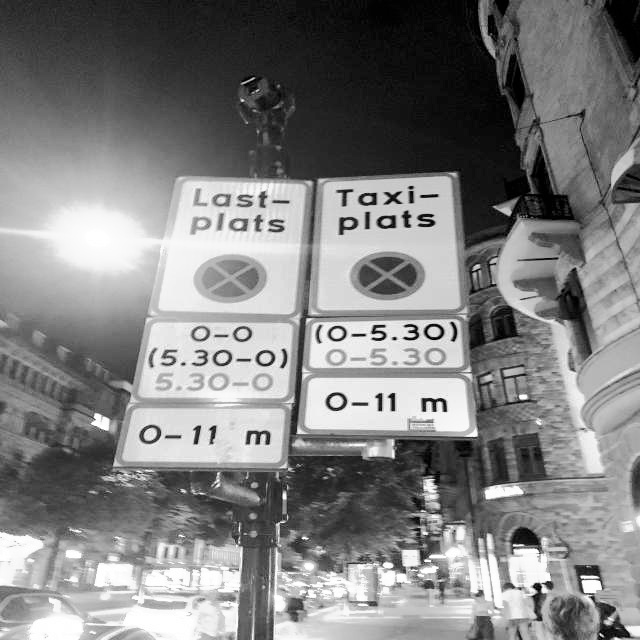 Last-
plats
0-0
(5.30-0)
5.30-0
0-11 m
Taxi-
plats
(0-5.30)
0-5.30
0-11 m